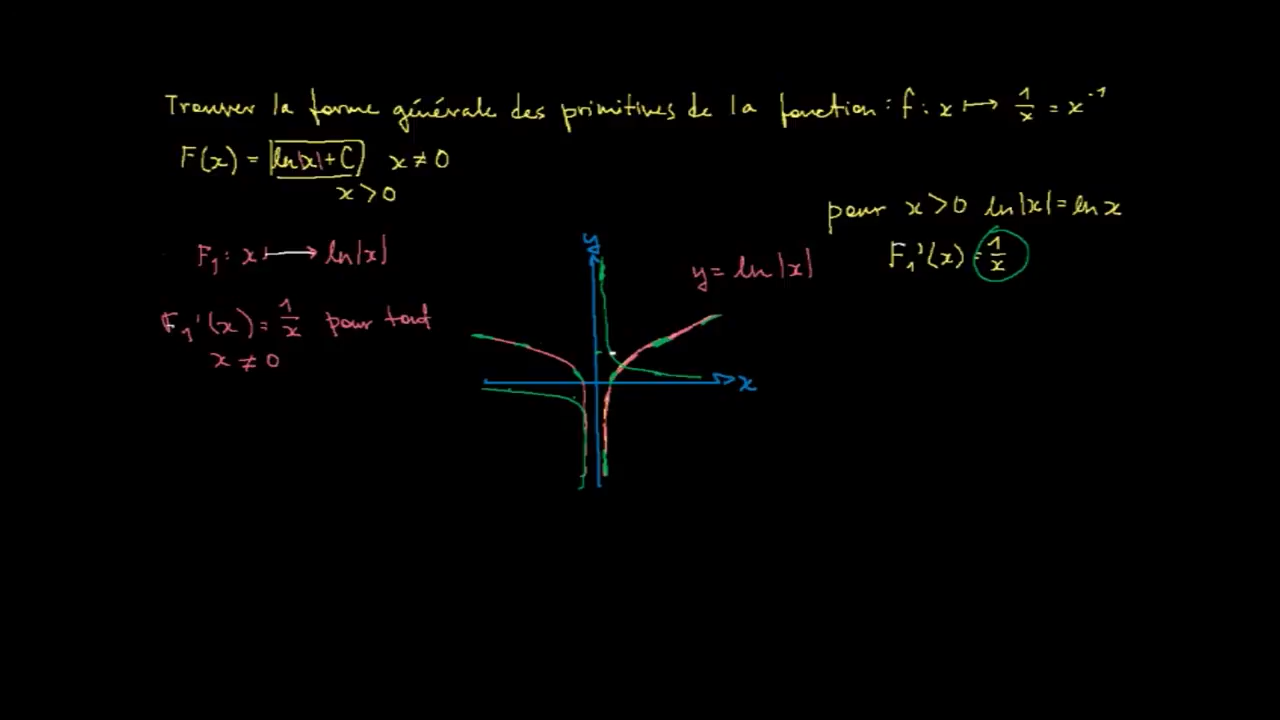 Trouver la forme générale des primitives de la fonction : f : x ⟼ 1/x = x⁻¹
F(x) = ln|x| + C x ≠ 0
x > 0
pour x > 0 ln|x| = ln x
F₁'(x) = 1/x
F₁ : x ⟼ ln|x|
y
y = ln|x|
F₁'(x) = 1/x pour tout
x ≠ 0
x